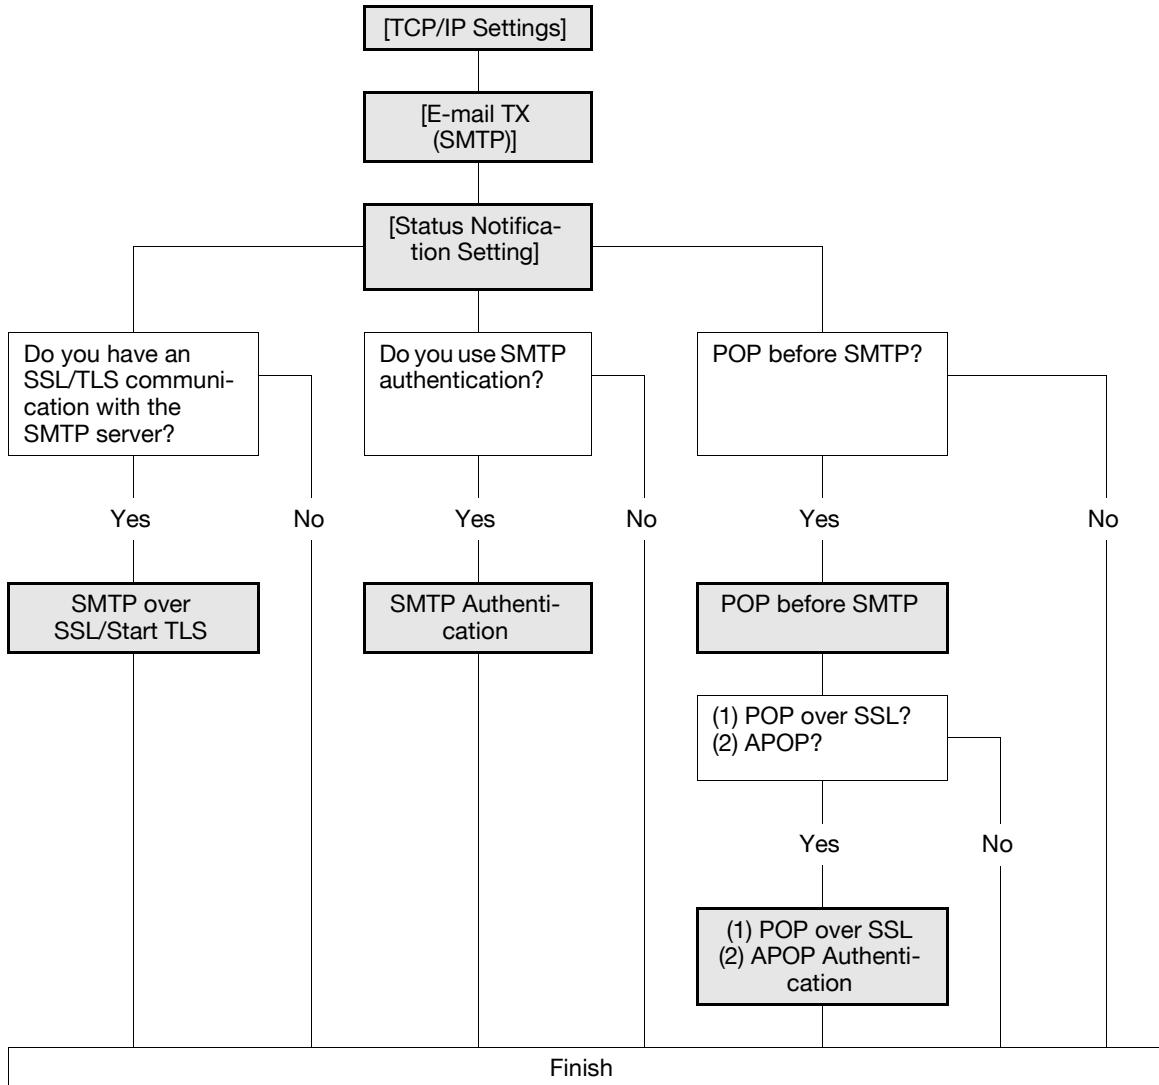 [TCP/IP Settings]
[E-mail TX
(SMTP)]
[Status Notifica-
tion Setting]
Do you have an
SSL/TLS communi-
cation with the
SMTP server?
Do you use SMTP
authentication?
POP before SMTP?
Yes
No
Yes
No
Yes
No
SMTP over
SSL/Start TLS
SMTP Authenti-
cation
POP before SMTP
(1) POP over SSL?
(2) APOP?
Yes
No
(1) POP over SSL
(2) APOP Authenti-
cation
Finish